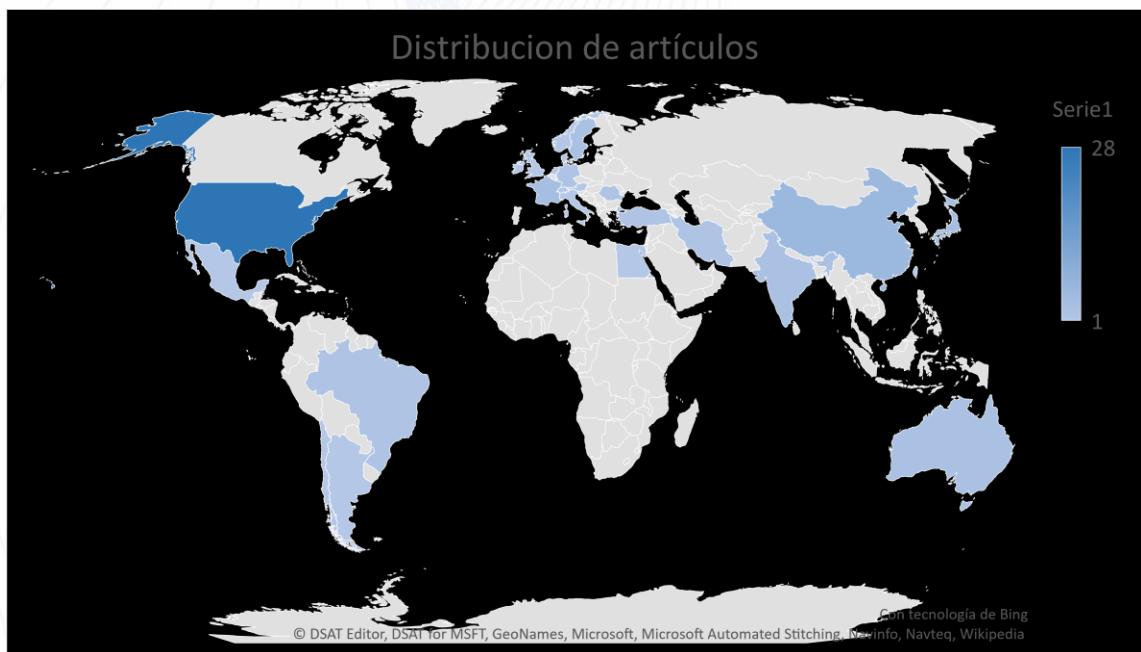 Distribucion de artículos
Serie1
28
1
Con tecnología de Bing
© DSAT Editor, DSAT for MSFT, GeoNames, Microsoft, Microsoft Automated Stitching, Navinfo, Navteq, Wikipedia